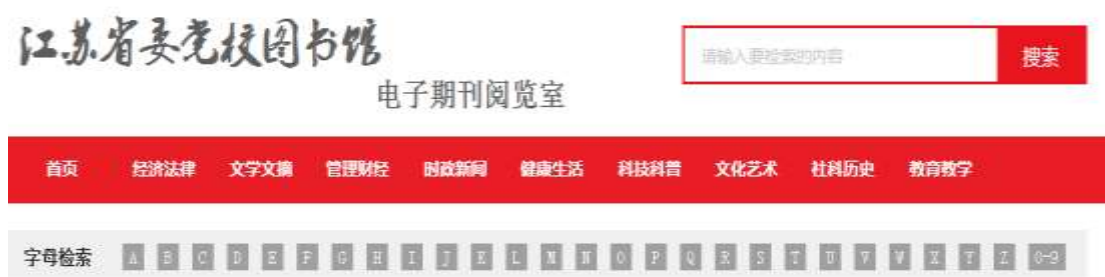 江苏省委党校图书馆
电子期刊阅览室
请输入要检索的内容 搜索
首页 经济法律 文学文摘 管理财经 时政新闻 健康生活 科技科普 文化艺术 社科历史 教育教学
字母检索 A B C D E F G H I J K L M N O P Q R S T U V W X Y Z 0-9